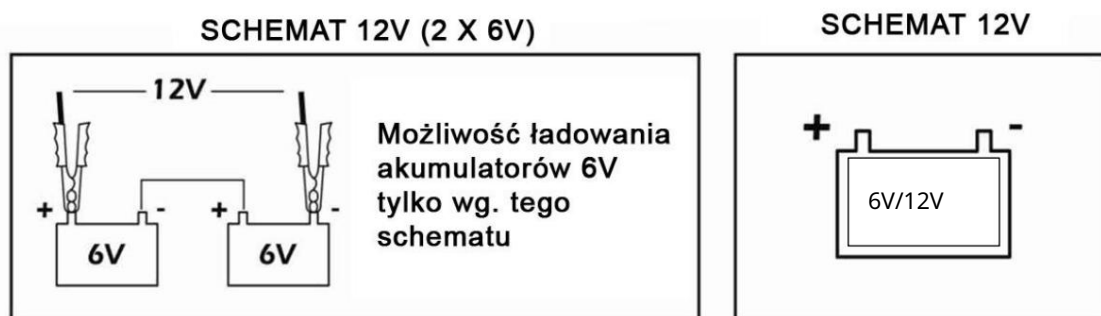 SCHEMAT 12V (2 X 6V)
12V
+ - + -
6V 6V
Możliwość ładowania
akumulatorów 6V
tylko wg. tego
schematu
SCHEMAT 12V
+ -
6V/12V